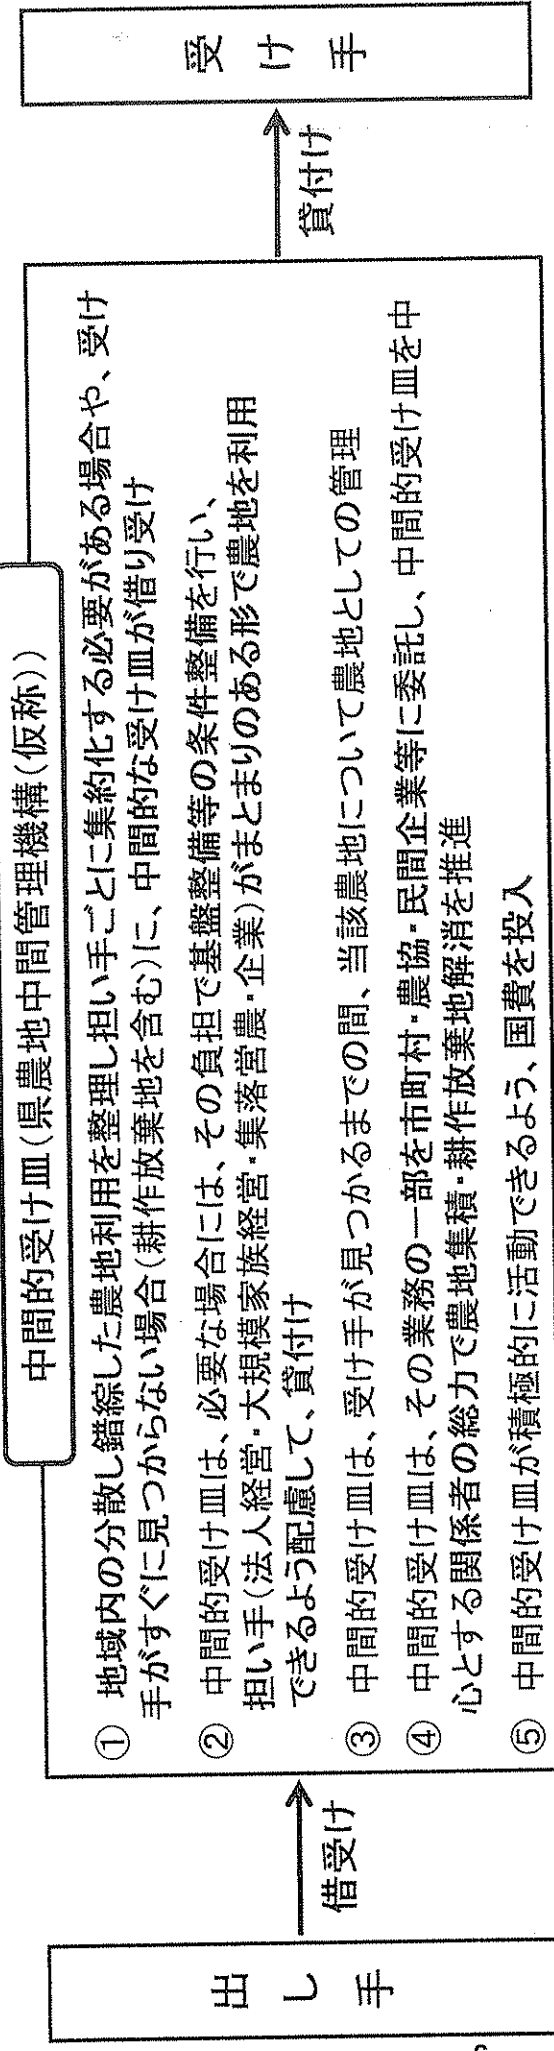 中間的受け皿(県農地中間管理機構(仮称))
出し手
借受け
① 地域内の分散し錯綜した農地利用を整理し担い手ごとに集約化する必要がある場合や、受け
手がすぐに見つからない場合(耕作放棄地を含む)に、中間的な受け皿が借り受け
② 中間的受け皿は、必要な場合には、その負担で基盤整備等の条件整備を行い、
担い手(法人経営・大規模家族経営・集落営農・企業)がまとまりのある形で農地を利用
できるよう配慮して、貸付け
③ 中間的受け皿は、受け手が見つかるまでの間、当該農地について農地としての管理
④ 中間的受け皿は、その業務の一部を市町村・農協・民間企業等に委託し、中間的受け皿を中
心とする関係者の総力で農地集積・耕作放棄地解消を推進
⑤ 中間的受け皿が積極的に活動できるよう、国費を投入
貸付け
受け手